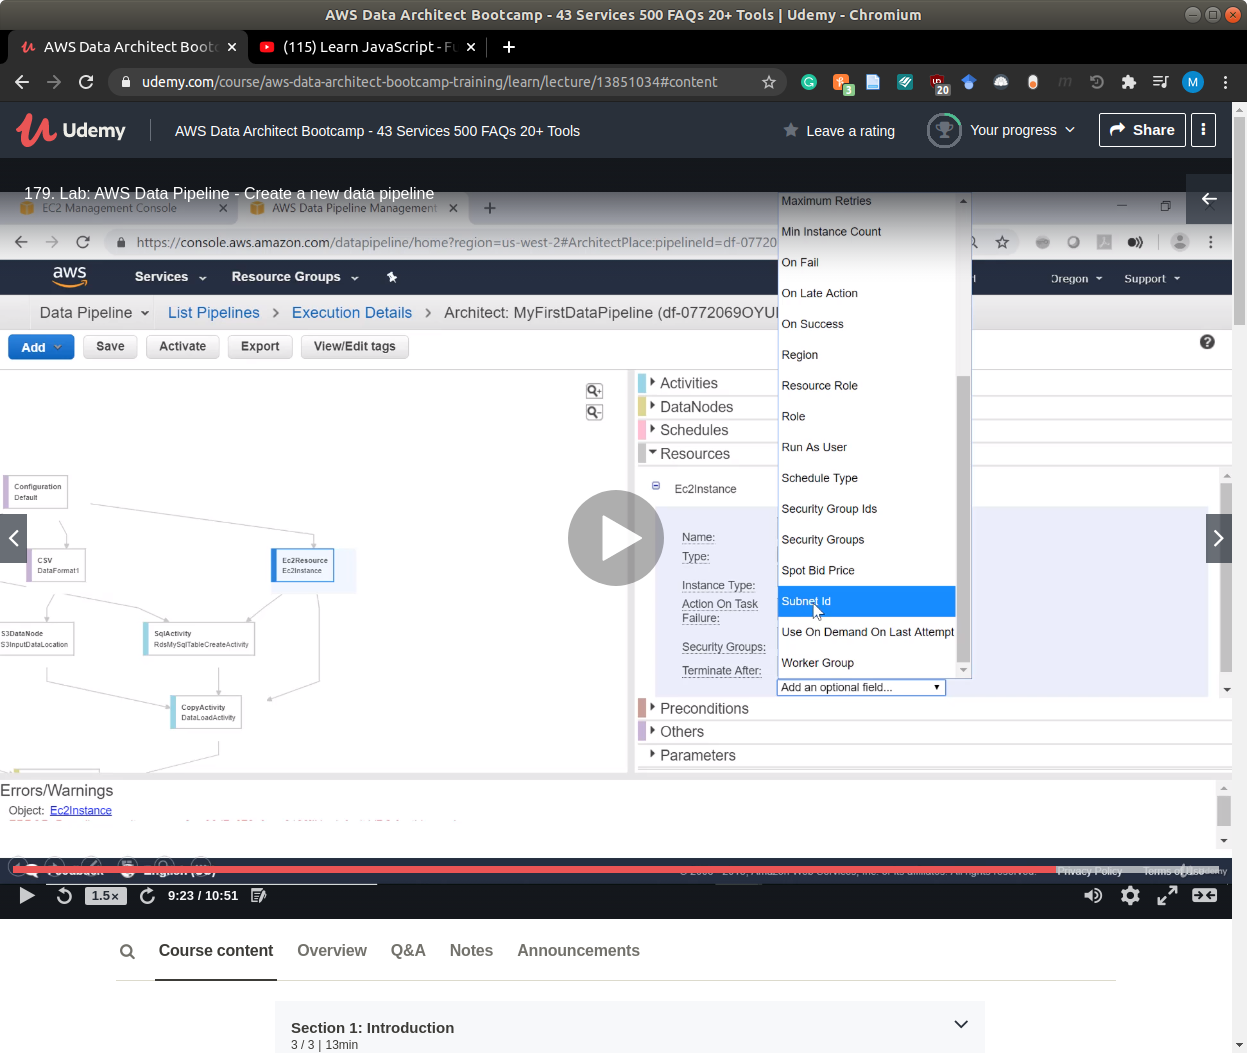 AWS Data Architect Bootcamp - 43 Services 500 FAQs 20+ Tools | Udemy - Chromium
AWS Data Architect Bootc
(115) Learn JavaScript - Fu
udemy.com/course/aws-data-architect-bootcamp-training/learn/lecture/13851034#content
3
20
M
Udemy
AWS Data Architect Bootcamp - 43 Services 500 FAQs 20+ Tools
Leave a rating
Your progress
Share
179. Lab: AWS Data Pipeline - Create a new data pipeline
EC2 Management Console
AWS Data Pipeline Management
https://console.aws.amazon.com/datapipeline/home?region=us-west-2#ArchitectPlace:pipelineId=df-07720
aws
Services
Resource Groups
Oregon
Support
Data Pipeline
List Pipelines
Execution Details
Architect: MyFirstDataPipeline (df-0772069OYU
Add
Save
Activate
Export
View/Edit tags
Activities
DataNodes
Schedules
Resources
Ec2Instance
Name:
Type:
Instance Type:
Action On Task
Failure:
Security Groups:
Terminate After:
Maximum Retries
Min Instance Count
On Fail
On Late Action
On Success
Region
Resource Role
Role
Run As User
Schedule Type
Security Group Ids
Security Groups
Spot Bid Price
Subnet Id
Use On Demand On Last Attempt
Worker Group
Add an optional field...
Preconditions
Others
Parameters
Configuration
Default
CSV
DataFormat1
Ec2Resource
Ec2Instance
S3DataNode
S3InputDataLocation
SqlActivity
RdsMySqlTableCreateActivity
CopyActivity
DataLoadActivity
Errors/Warnings
Object: Ec2Instance
Privacy Policy
1.5×
9:23 / 10:51
Course content
Overview
Q&A
Notes
Announcements
Section 1: Introduction
3 / 3 | 13min